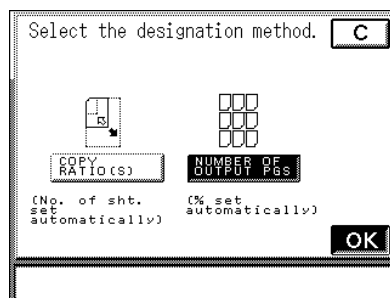 Select the designation method.
C
COPY
RATIO(S)
NUMBER OF
OUTPUT PGS
(No. of sht.
set
automatically)
(% set
automatically)
OK